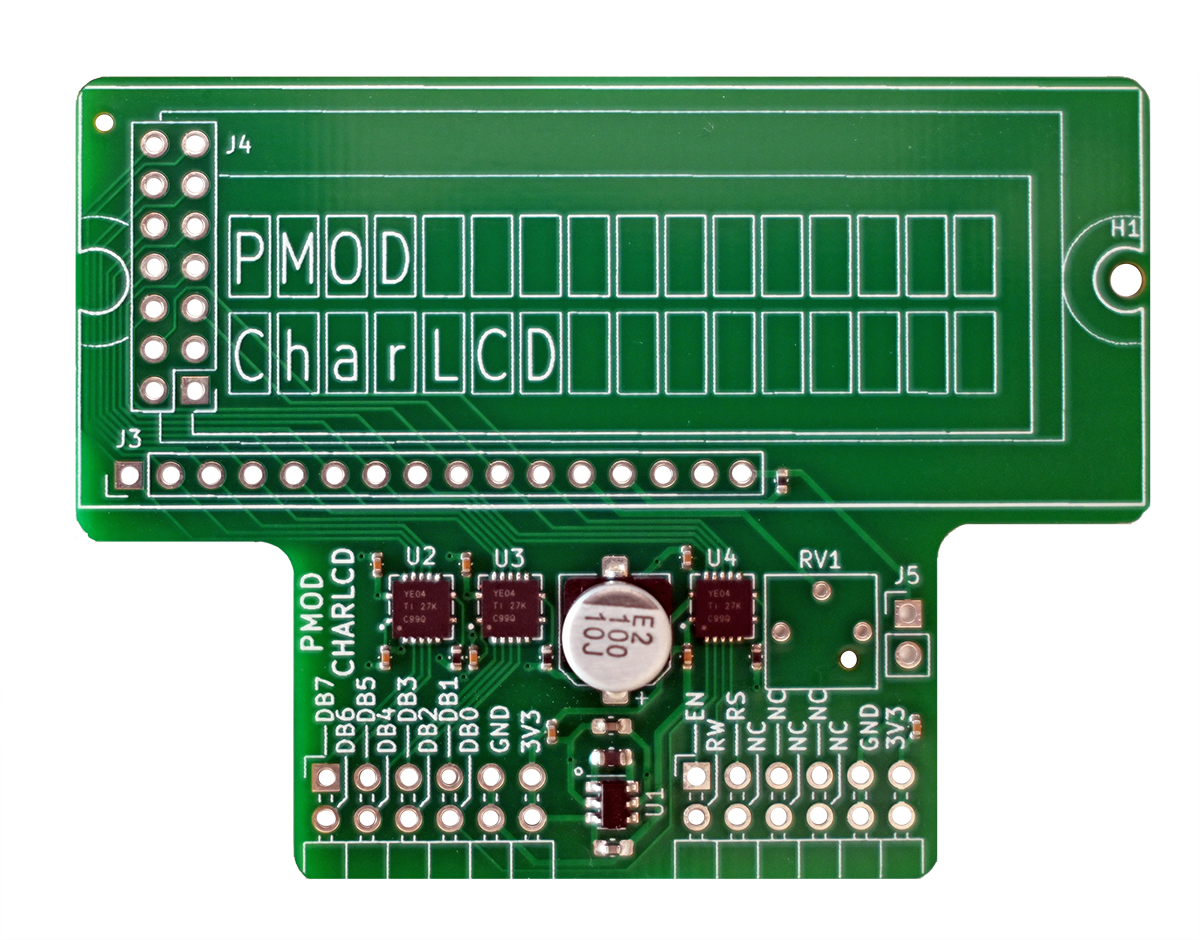 J4
H1
PMOD
CharLCD
J3
PMOD
CHARLCD
U2
U3
U4
RV1
J5
YE04
TI 27K
C99Q
YE04
TI 27K
C99Q
YE04
TI 27K
C99Q
E2
100
10J
+
DB7
DB6
DB5
DB4
DB3
DB2
DB1
DB0
GND
3V3
EN
RW
RS
NC
NC
NC
NC
NC
GND
3V3
U1